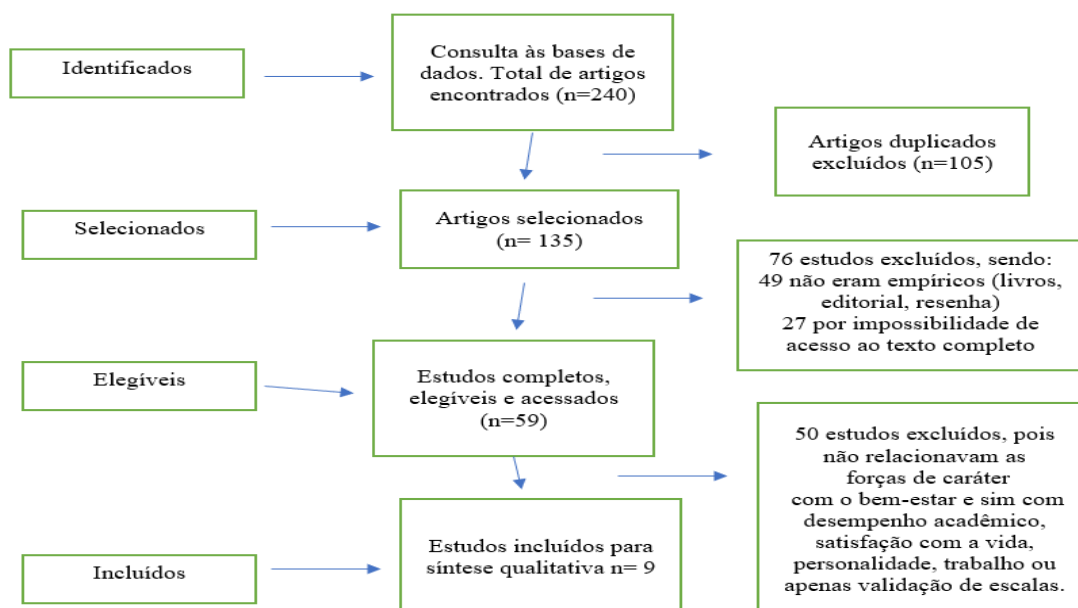 Identificados
Consulta às bases de
dados. Total de artigos
encontrados (n=240)
Artigos duplicados
excluídos (n=105)
Selecionados
Artigos selecionados
(n= 135)
76 estudos excluídos, sendo:
49 não eram empíricos (livros,
editorial, resenha)
27 por impossibilidade de
acesso ao texto completo
Elegíveis
Estudos completos,
elegíveis e acessados
(n=59)
50 estudos excluídos, pois
não relacionavam as
forças de caráter
com o bem-estar e sim com
desempenho acadêmico,
satisfação com a vida,
personalidade, trabalho ou
apenas validação de escalas.
Incluídos
Estudos incluídos para
síntese qualitativa n= 9